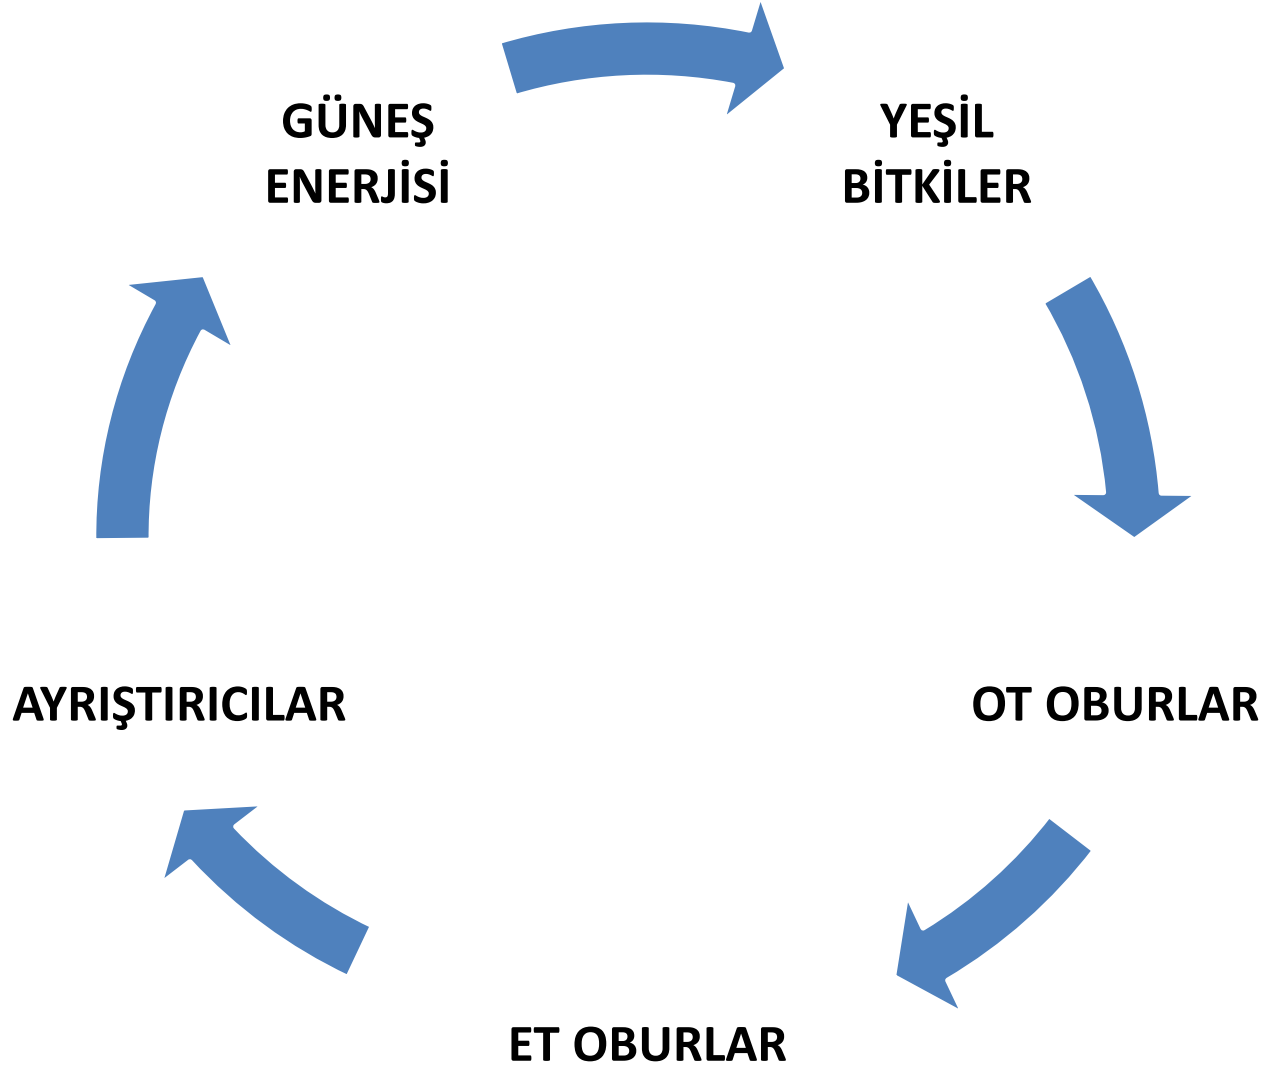 GÜNEŞ
ENERJİSİ
YEŞİL
BİTKİLER
OT OBURLAR
ET OBURLAR
AYRIŞTIRICILAR